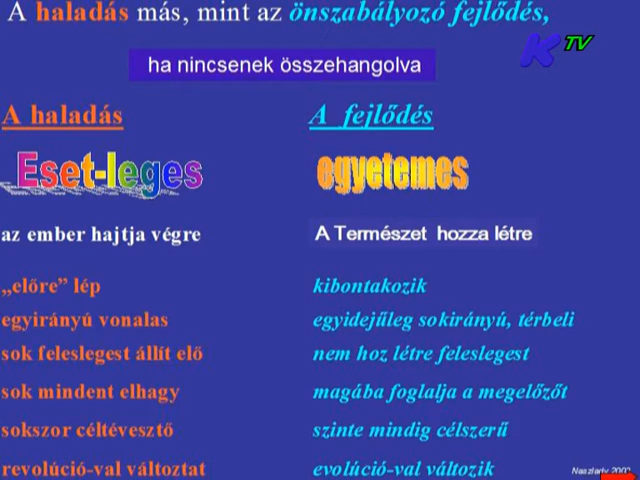 A haladás más, mint az önszabályozó fejlődés,
K TV
ha nincsenek összehangolva
A haladás
A fejlődés
Eset-leges
egyetemes
az ember hajtja végre
A Természet hozza létre
„előre” lép
kibontakozik
egyirányú vonalas
egyidejűleg sokirányú, térbeli
sok feleslegest állít elő
nem hoz létre feleslegest
sok mindent elhagy
magába foglalja a megelőzőt
sokszor céltévesztő
szinte mindig célszerű
revolúció-val változtat
evolúció-val változik